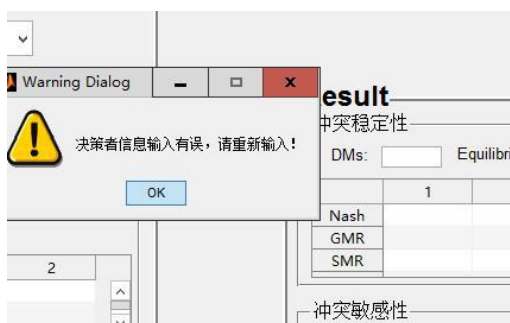 Warning Dialog
决策者信息输入有误，请重新输入！
OK
esult
冲突稳定性
DMs:
Equilibri
1
Nash
GMR
SMR
2
冲突敏感性